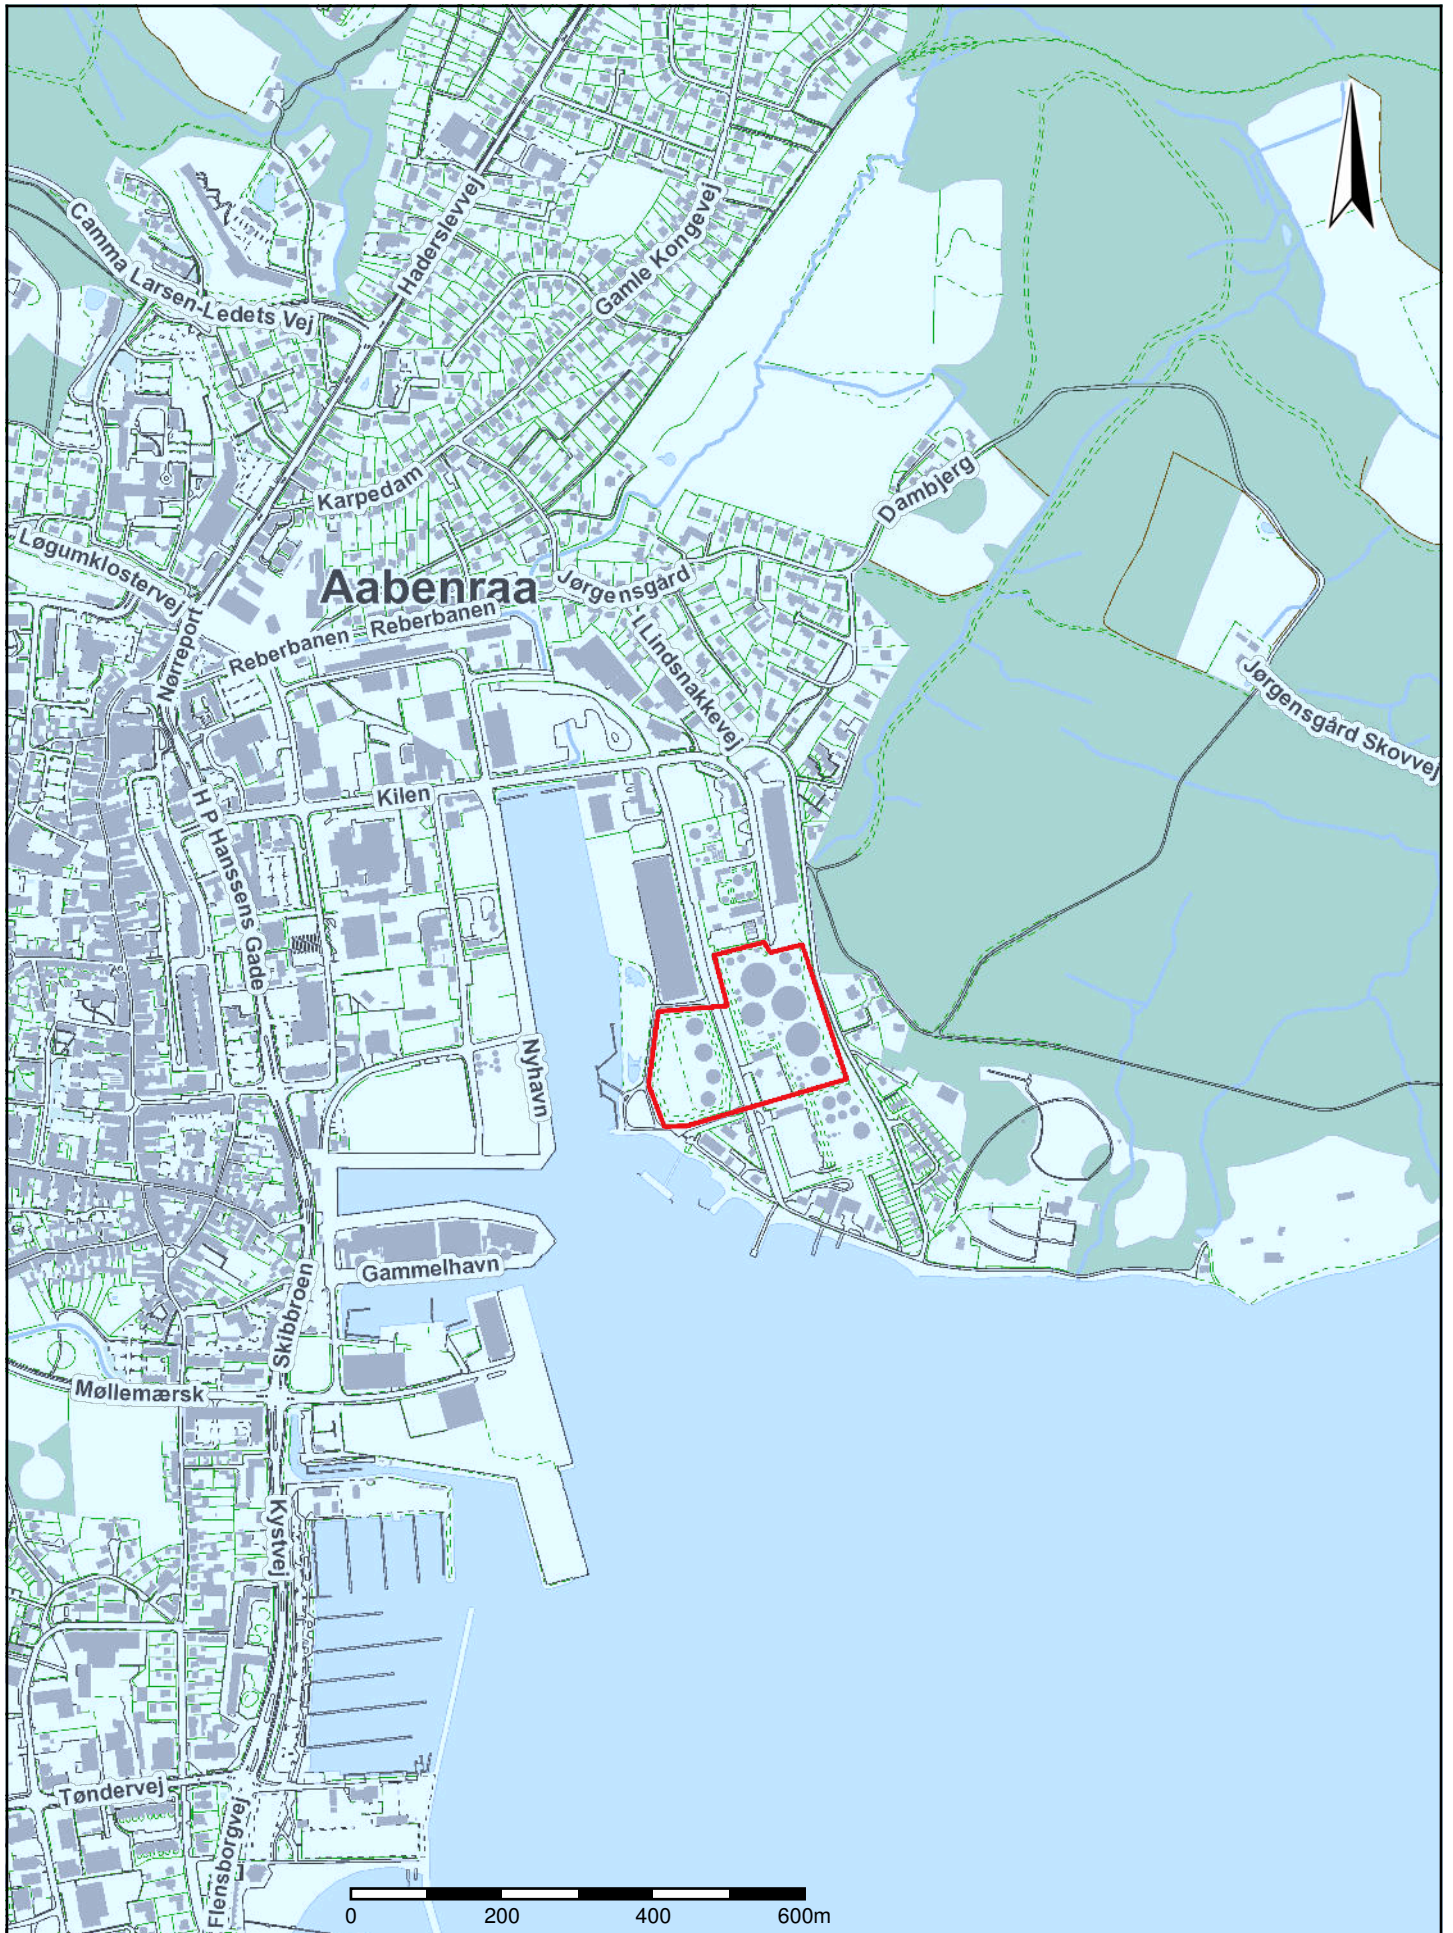 Haderslevvej
Camma Larsen-Ledets Vej
Gamle Kongevej
Karpedam
Dambjerg
Løgumklostervej
Aabenraa
Jørgensgård
Nørreport
Reberbanen
Reberbanen
Lindsnakkevej
Jørgensgård Skovvej
Kilen
H P Hanssens Gade
Nyhavn
Gammelhavn
Skibbroen
Møllemærsk
Kystvej
Tøndervej
Flensborgvej
0 200 400 600m